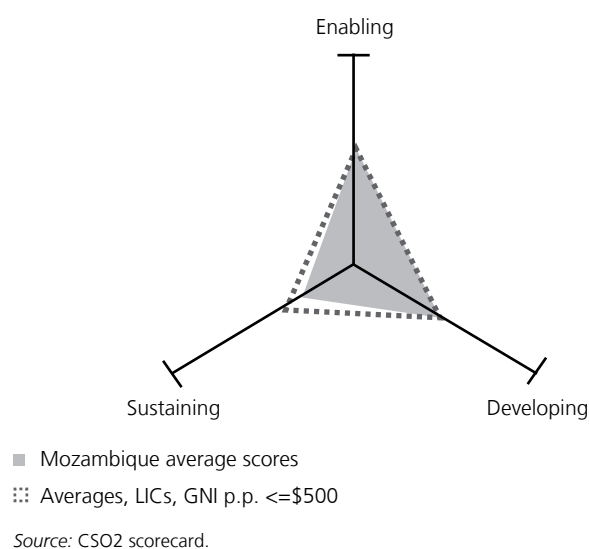 Enabling
Sustaining
Developing
Mozambique average scores
Averages, LICs, GNI p.p. <=$500
Source: CSO2 scorecard.